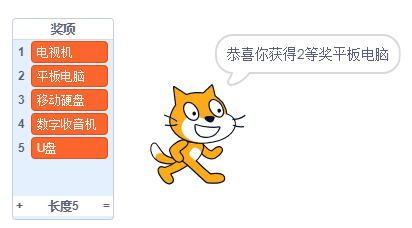 奖项
1 电视机
2 平板电脑
3 移动硬盘
4 数字收音机
5 U盘
+ 长度5 =
恭喜你获得2等奖平板电脑